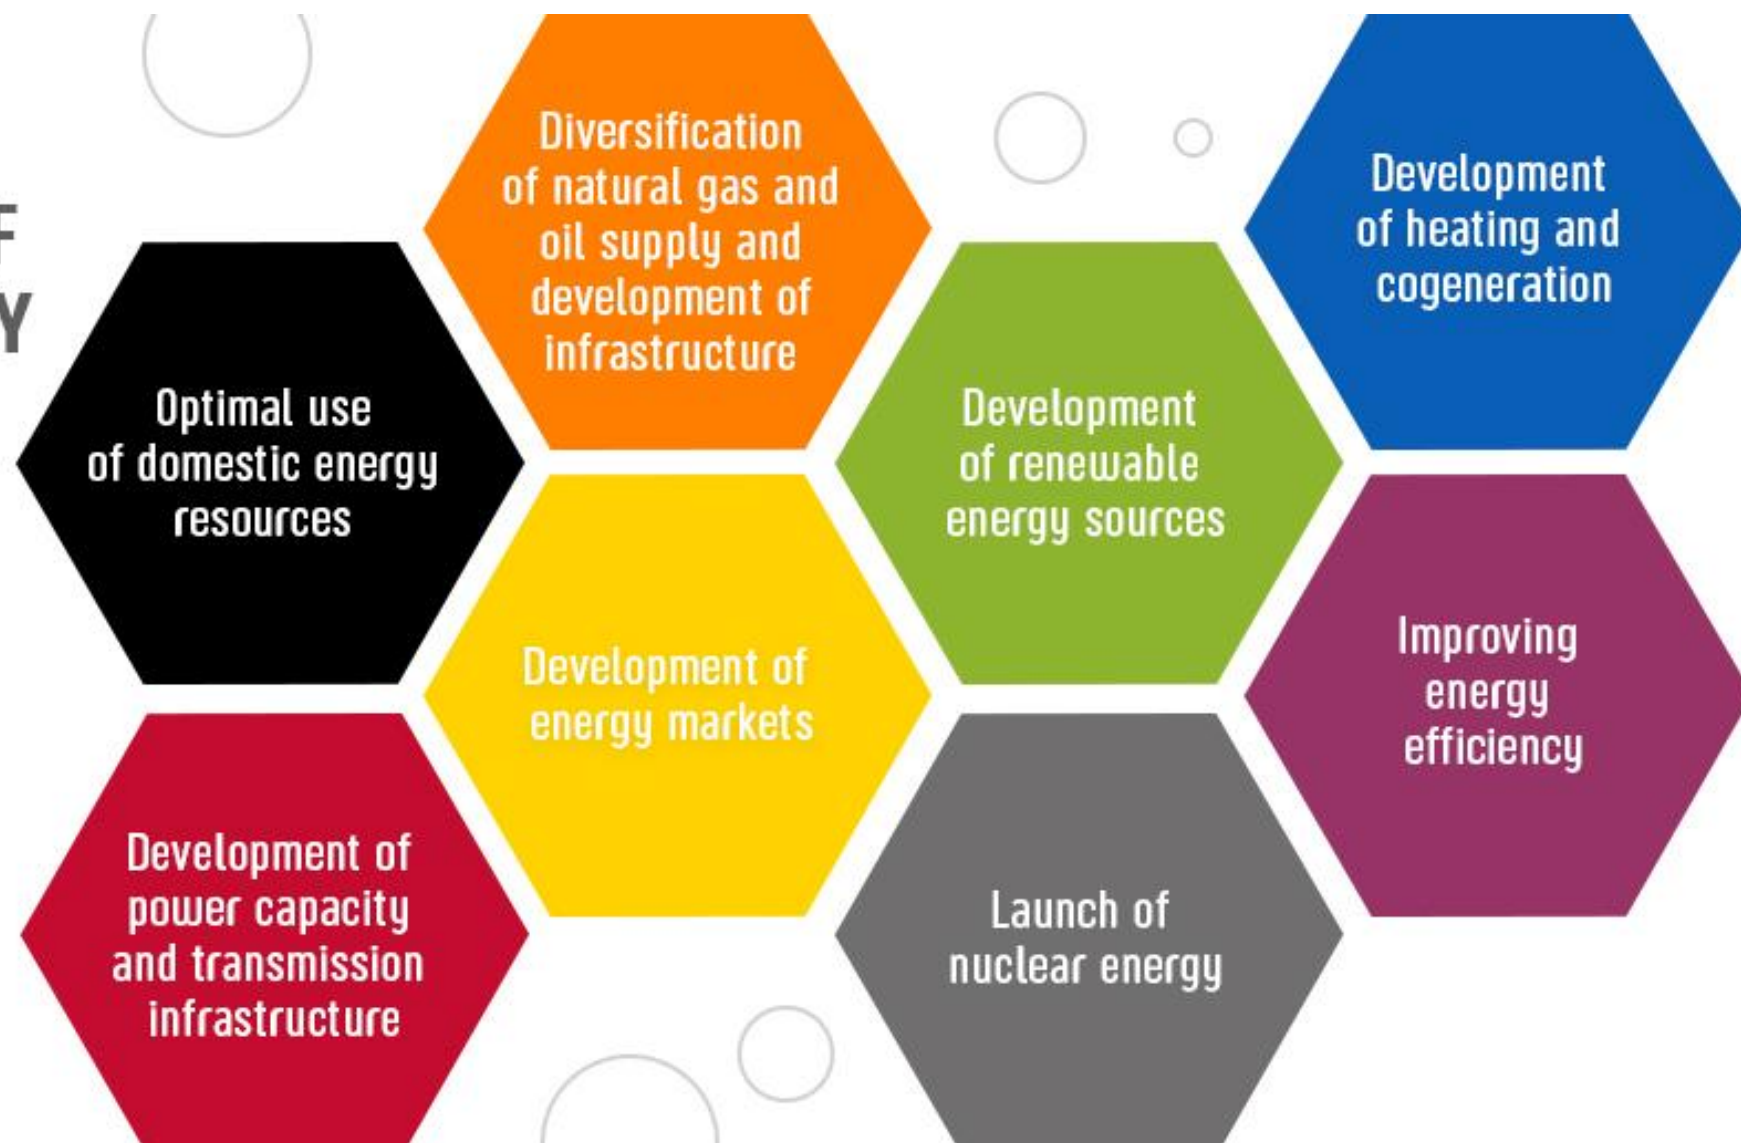 F
Y
Optimal use
of domestic energy
resources
Development of
power capacity
and transmission
infrastructure
Diversification
of natural gas and
oil supply and
development of
infrastructure
Development of
energy markets
Development
of renewable
energy sources
Launch of
nuclear energy
Development
of heating and
cogeneration
Improving
energy
efficiency